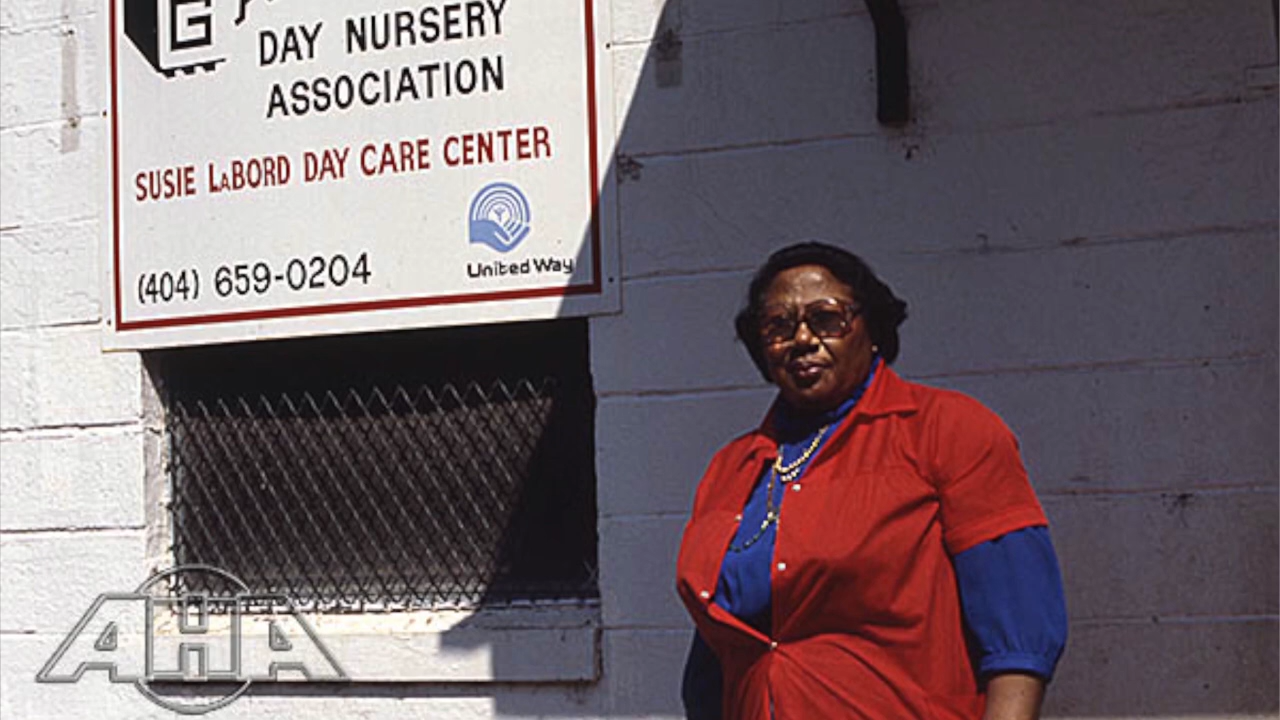 G
DAY NURSERY
ASSOCIATION
SUSIE LABORD DAY CARE CENTER
(404) 659-0204
United Way
AHA